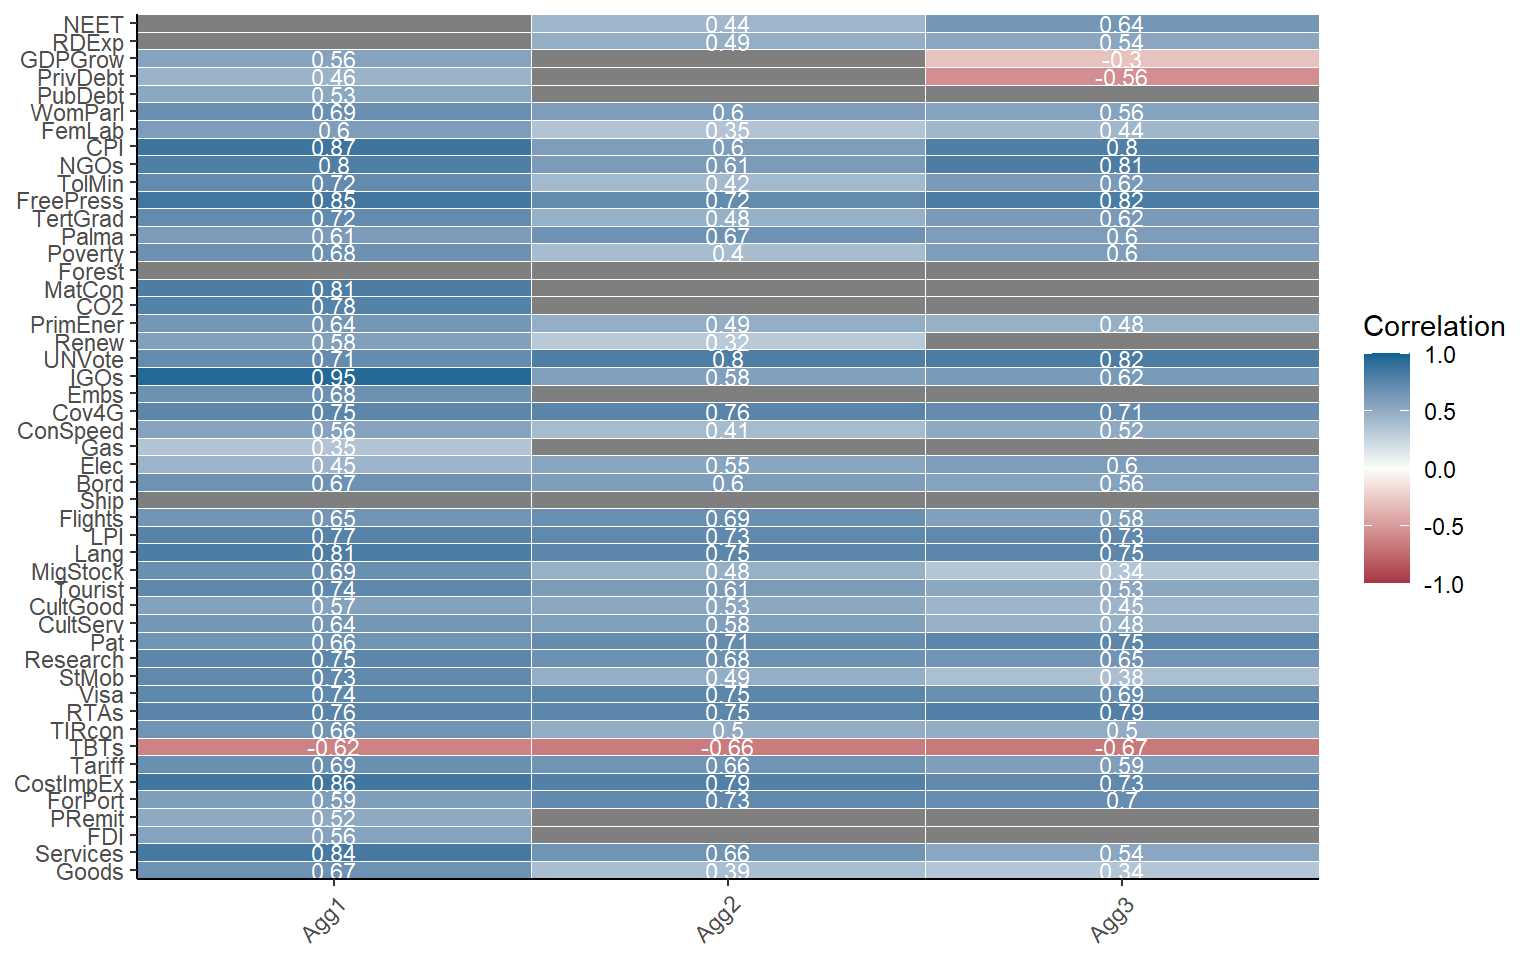 NEET 0.44 0.64
RDExp 0.49 0.54
GDPGrow 0.56 -0.3
PrivDebt 0.46 -0.56
PubDebt 0.53
WomParl 0.69 0.6 0.56
FemLab 0.6 0.35 0.44
CPI 0.87 0.6 0.8
NGOs 0.8 0.61 0.81
TolMin 0.72 0.42 0.62
FreePress 0.85 0.72 0.82
TertGrad 0.72 0.48 0.62
Palma 0.61 0.67 0.6
Poverty 0.68 0.4 0.6
Forest
MatCon 0.81
CO2 0.78
PrimEner 0.64 0.49 0.48
Renew 0.58 0.32
UNVote 0.71 0.8 0.82
IGOs 0.95 0.58 0.62
Embs 0.68
Cov4G 0.75 0.76 0.71
ConSpeed 0.56 0.41 0.52
Gas 0.35
Elec 0.45 0.55 0.6
Bord 0.67 0.6 0.56
Ship
Flights 0.65 0.69 0.58
LPI 0.77 0.73 0.73
Lang 0.81 0.75 0.75
MigStock 0.69 0.48 0.34
Tourist 0.74 0.61 0.53
CultGood 0.57 0.53 0.45
CultServ 0.64 0.58 0.48
Pat 0.66 0.71 0.75
Research 0.75 0.68 0.65
StMob 0.73 0.49 0.38
Visa 0.74 0.75 0.69
RTAs 0.76 0.75 0.79
TIRcon 0.66 0.5 0.5
TBTs -0.62 -0.66 -0.67
Tariff 0.69 0.66 0.59
CostImpEx 0.86 0.79 0.73
ForPort 0.59 0.73 0.7
PRemit 0.52
FDI 0.56
Services 0.84 0.66 0.54
Goods 0.67 0.39 0.34
Agg1 Agg2 Agg3
Correlation
1.0
0.5
0.0
-0.5
-1.0